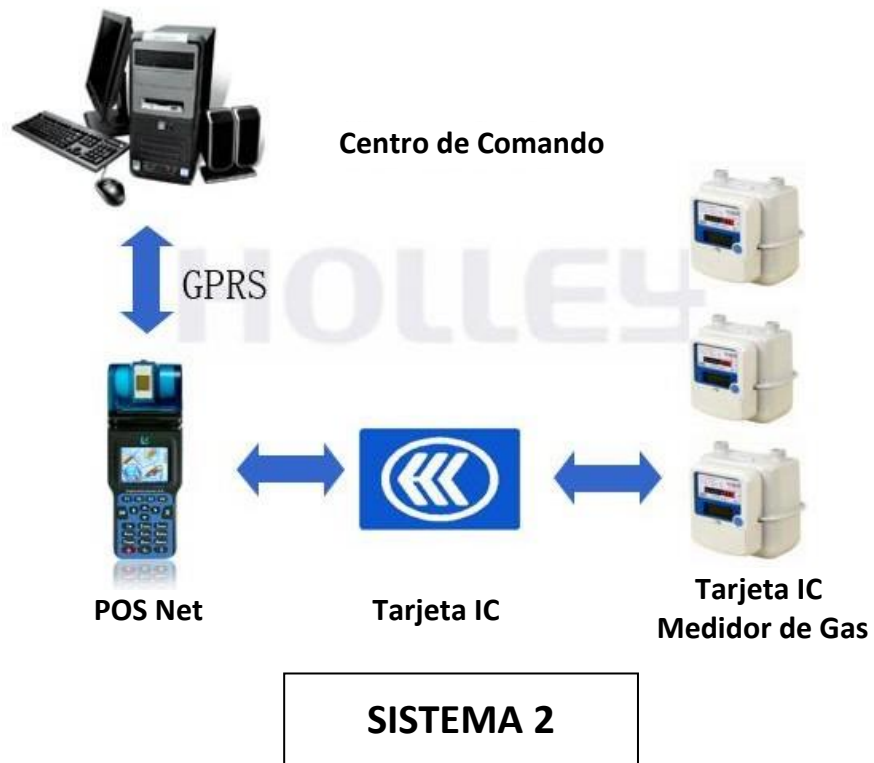 Centro de Comando
HOLLEY
GPRS
POS Net
Tarjeta IC
Tarjeta IC
Medidor de Gas
SISTEMA 2